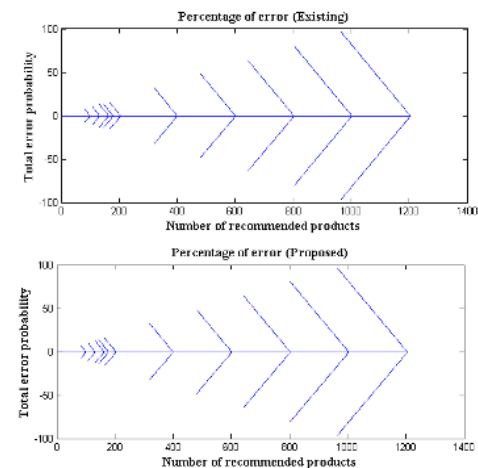 Percentage of error (Existing)
Total error probability
100
50
0
-50
-100
0 200 400 600 800 1000 1200 1400
Number of recommended products
Percentage of error (Proposed)
Total error probability
100
50
0
-50
-100
0 200 400 600 800 1000 1200 1400
Number of recommended products